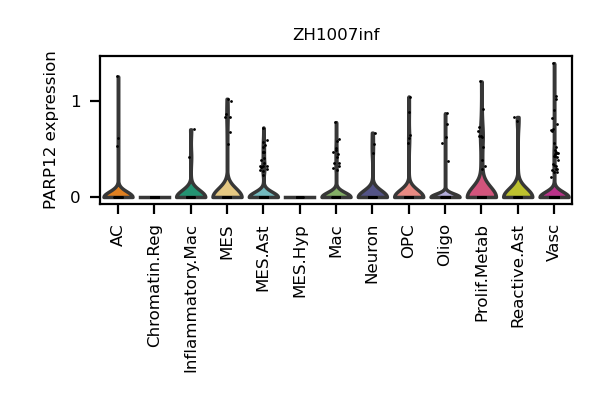 ZH1007inf
PARP12 expression
1
0
AC
Chromatin.Reg
Inflammatory.Mac
MES
MES.Ast
MES.Hyp
Mac
Neuron
OPC
Oligo
Prolif.Metab
Reactive.Ast
Vasc